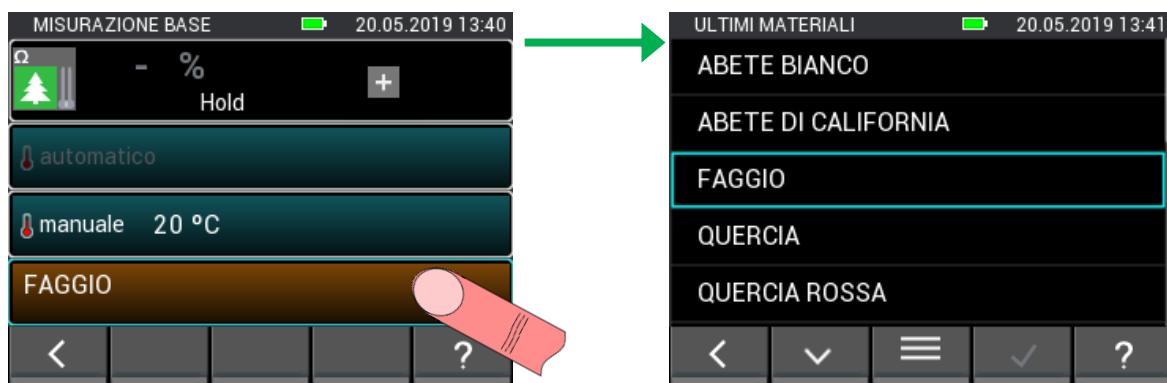 MISURAZIONE BASE 20.05.2019 13:40
Ω
- %
Hold
+
automatico
manuale 20 ºC
FAGGIO
?
ULTIMI MATERIALI 20.05.2019 13:41
ABETE BIANCO
ABETE DI CALIFORNIA
FAGGIO
QUERCIA
QUERCIA ROSSA
?